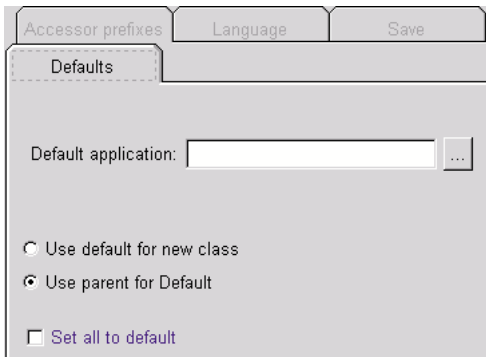 Accessor prefixes Language Save
Defaults
Default application: ...
Use default for new class
Use parent for Default
Set all to default